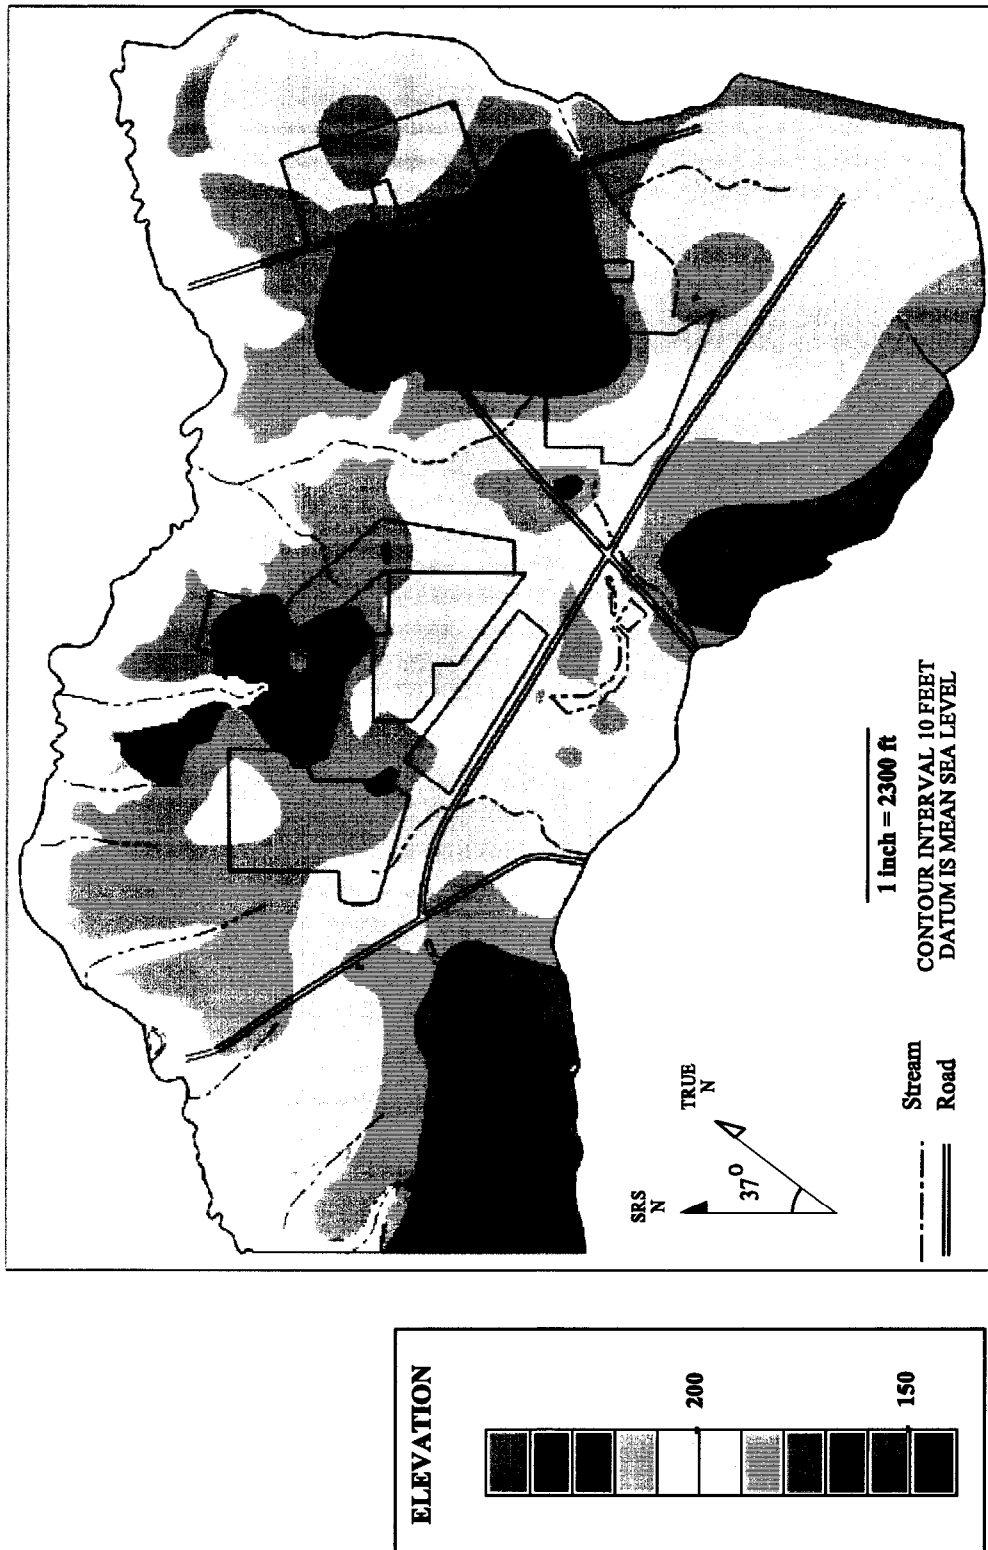 SRS
N
TRUE
N
37°
1 inch = 2300 ft
CONTOUR INTERVAL 10 FEET
DATUM IS MEAN SEA LEVEL
Stream
Road
ELEVATION
200
150